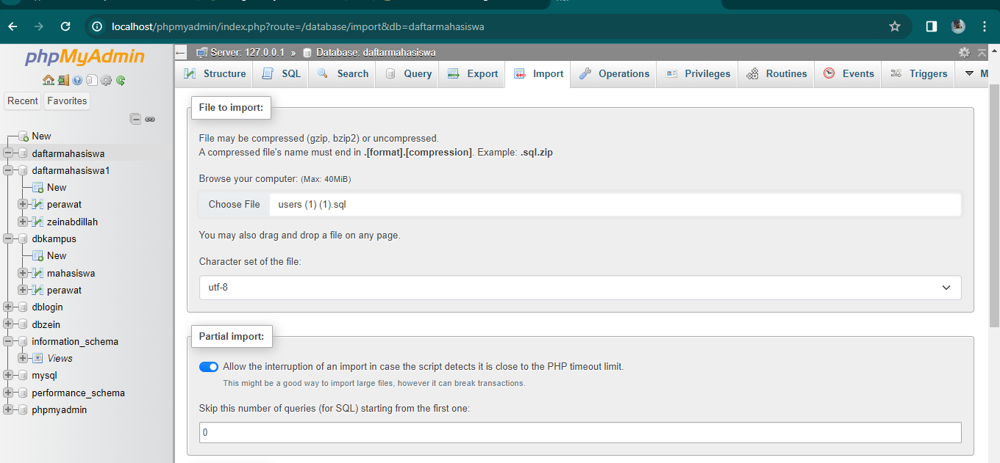 localhost/phpmyadmin/index.php?route=/database/import&db=daftarmahasiswa
phpMyAdmin
Recent
Favorites
New
daftarmahasiswa
daftarmahasiswa1
New
perawat
zeinabdillah
dbkampus
New
mahasiswa
perawat
dblogin
dbzein
information_schema
Views
mysql
performance_schema
phpmyadmin
Server: 127.0.0.1 » Database: daftarmahasiswa
Structure SQL Search Query Export Import Operations Privileges Routines Events Triggers M
File to import:
File may be compressed (gzip, bzip2) or uncompressed.
A compressed file's name must end in .[format].[compression]. Example: .sql.zip
Browse your computer: (Max: 40MiB)
Choose File users (1) (1).sql
You may also drag and drop a file on any page.
Character set of the file:
utf-8
Partial import:
Allow the interruption of an import in case the script detects it is close to the PHP timeout limit.
This might be a good way to import large files, however it can break transactions.
Skip this number of queries (for SQL) starting from the first one:
0